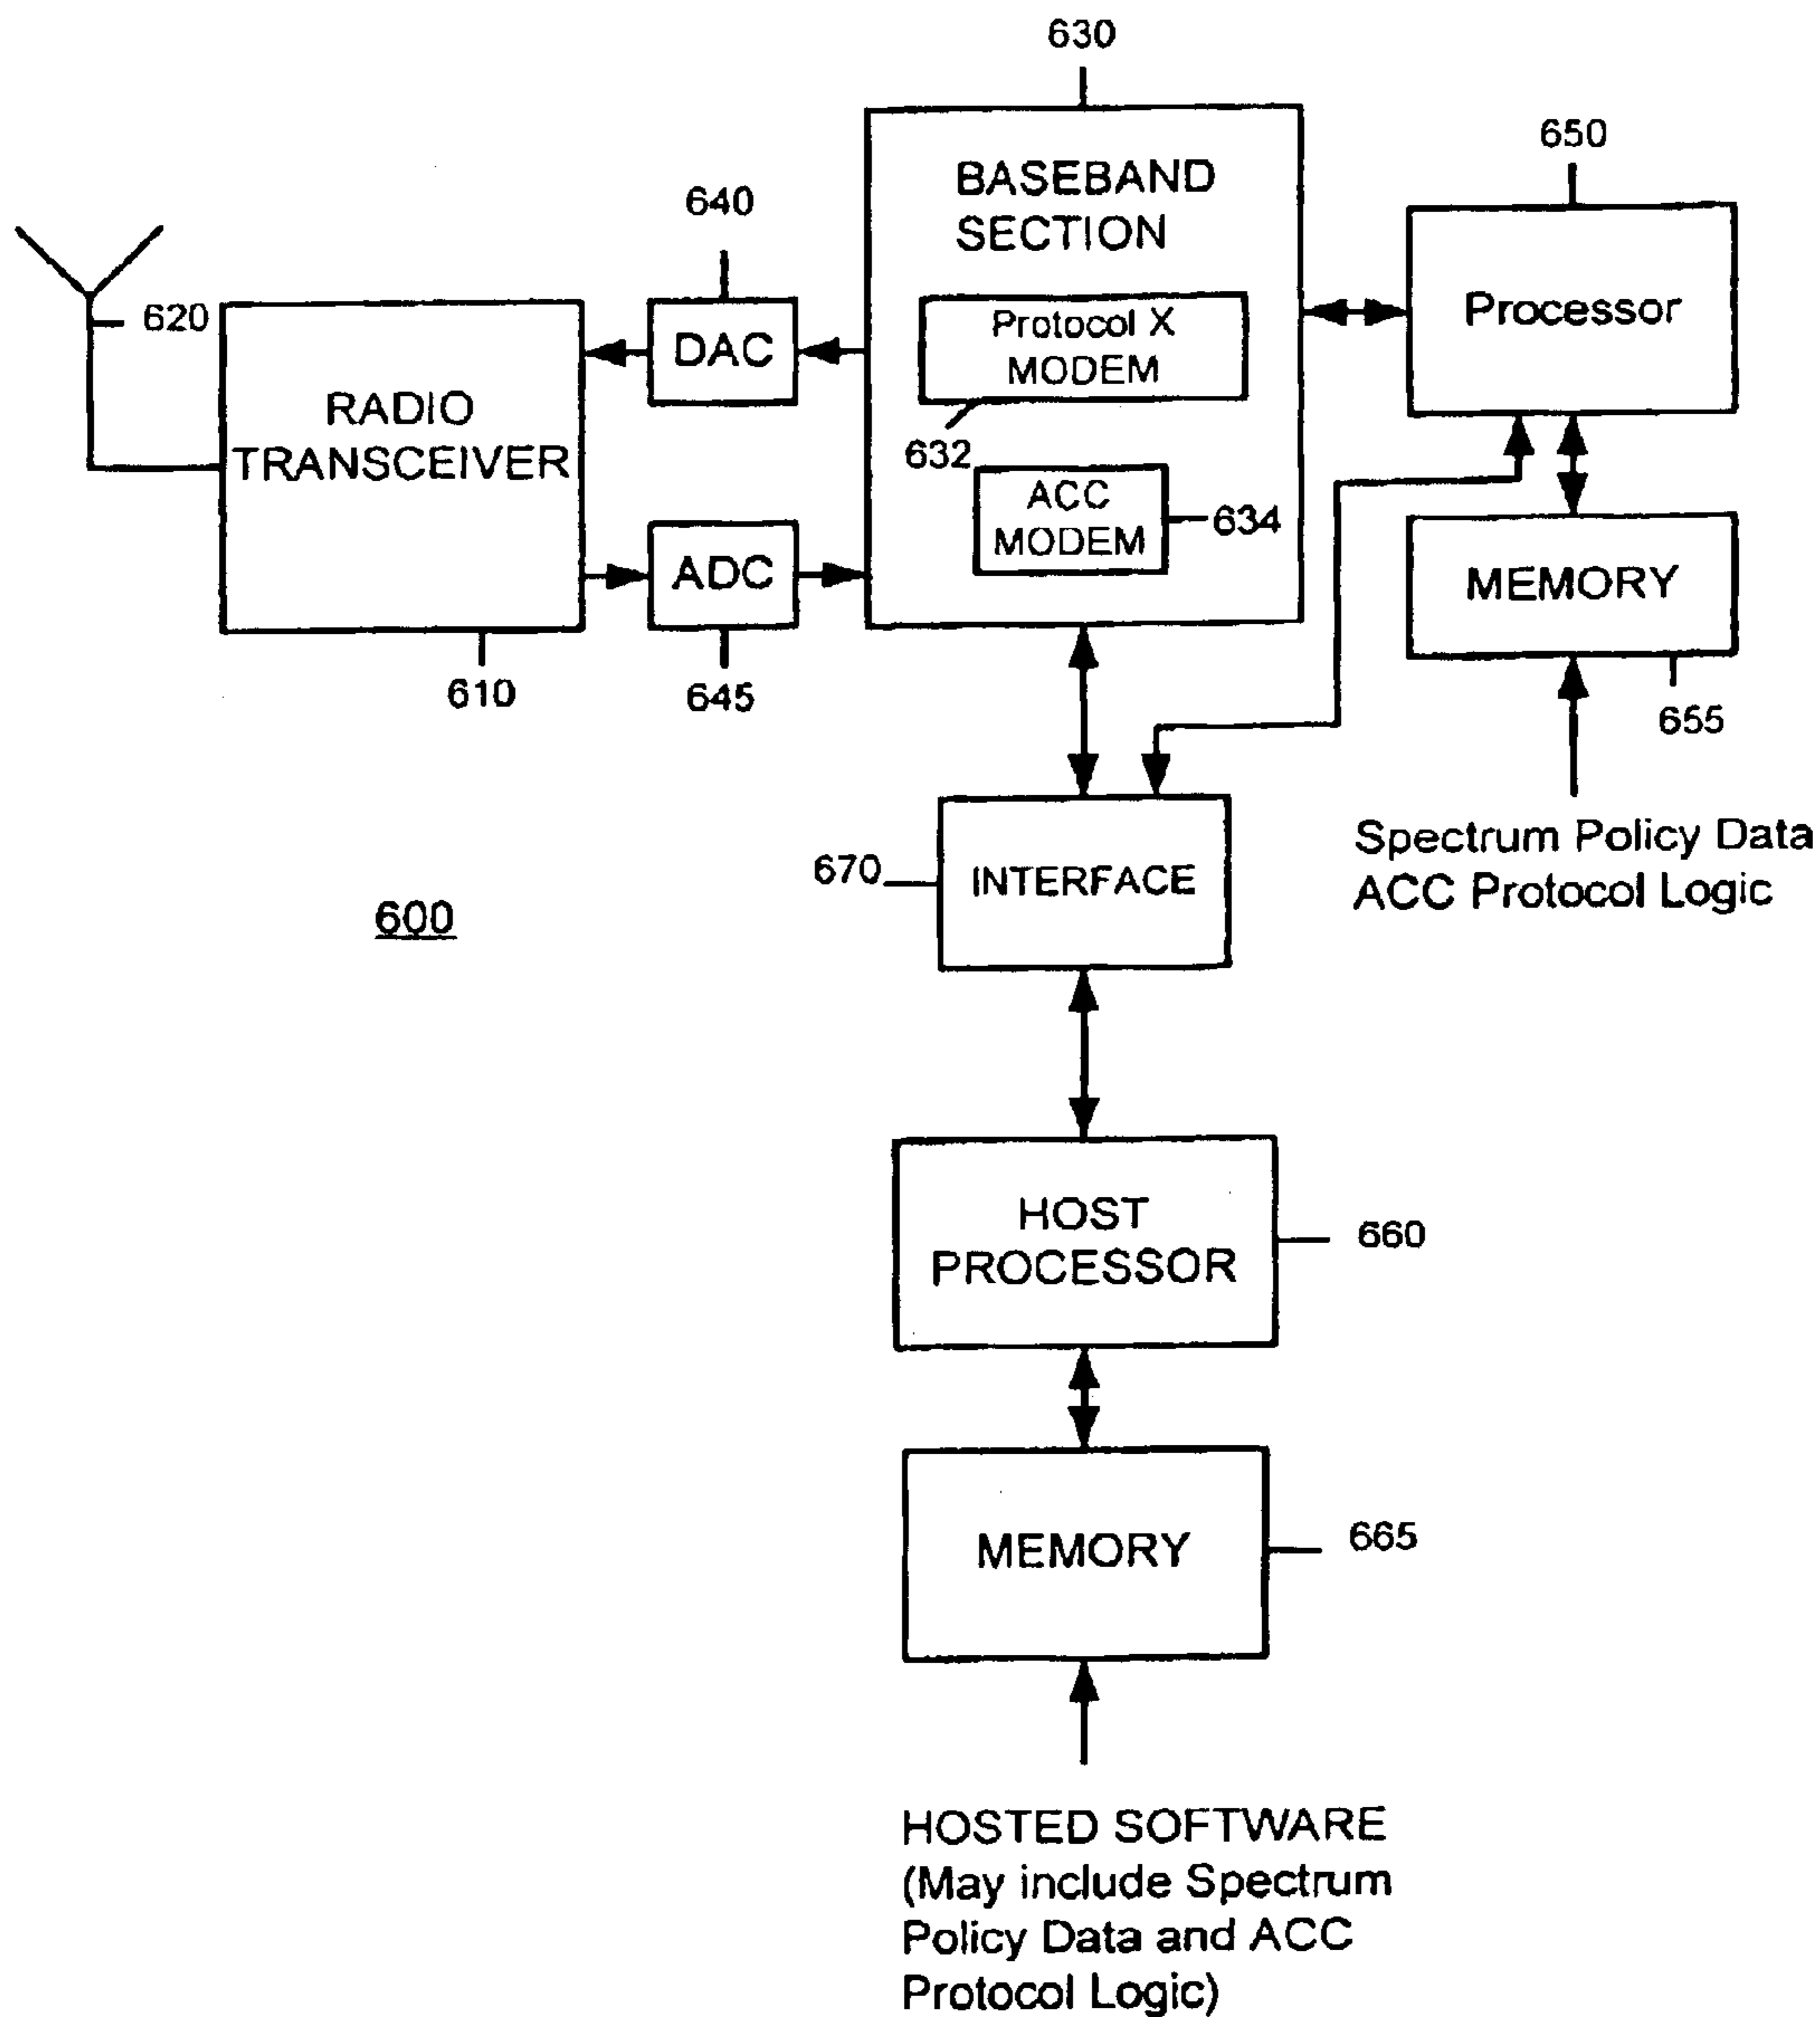 630
650
BASEBAND
SECTION
640
620
DAC
Protocol X
MODEM
Processor
RADIO
TRANSCEIVER
632
ACC
MODEM
634
ADC
MEMORY
610
645
655
Spectrum Policy Data
ACC Protocol Logic
670
INTERFACE
600
HOST
PROCESSOR
660
MEMORY
665
HOSTED SOFTWARE
(May include Spectrum
Policy Data and ACC
Protocol Logic)